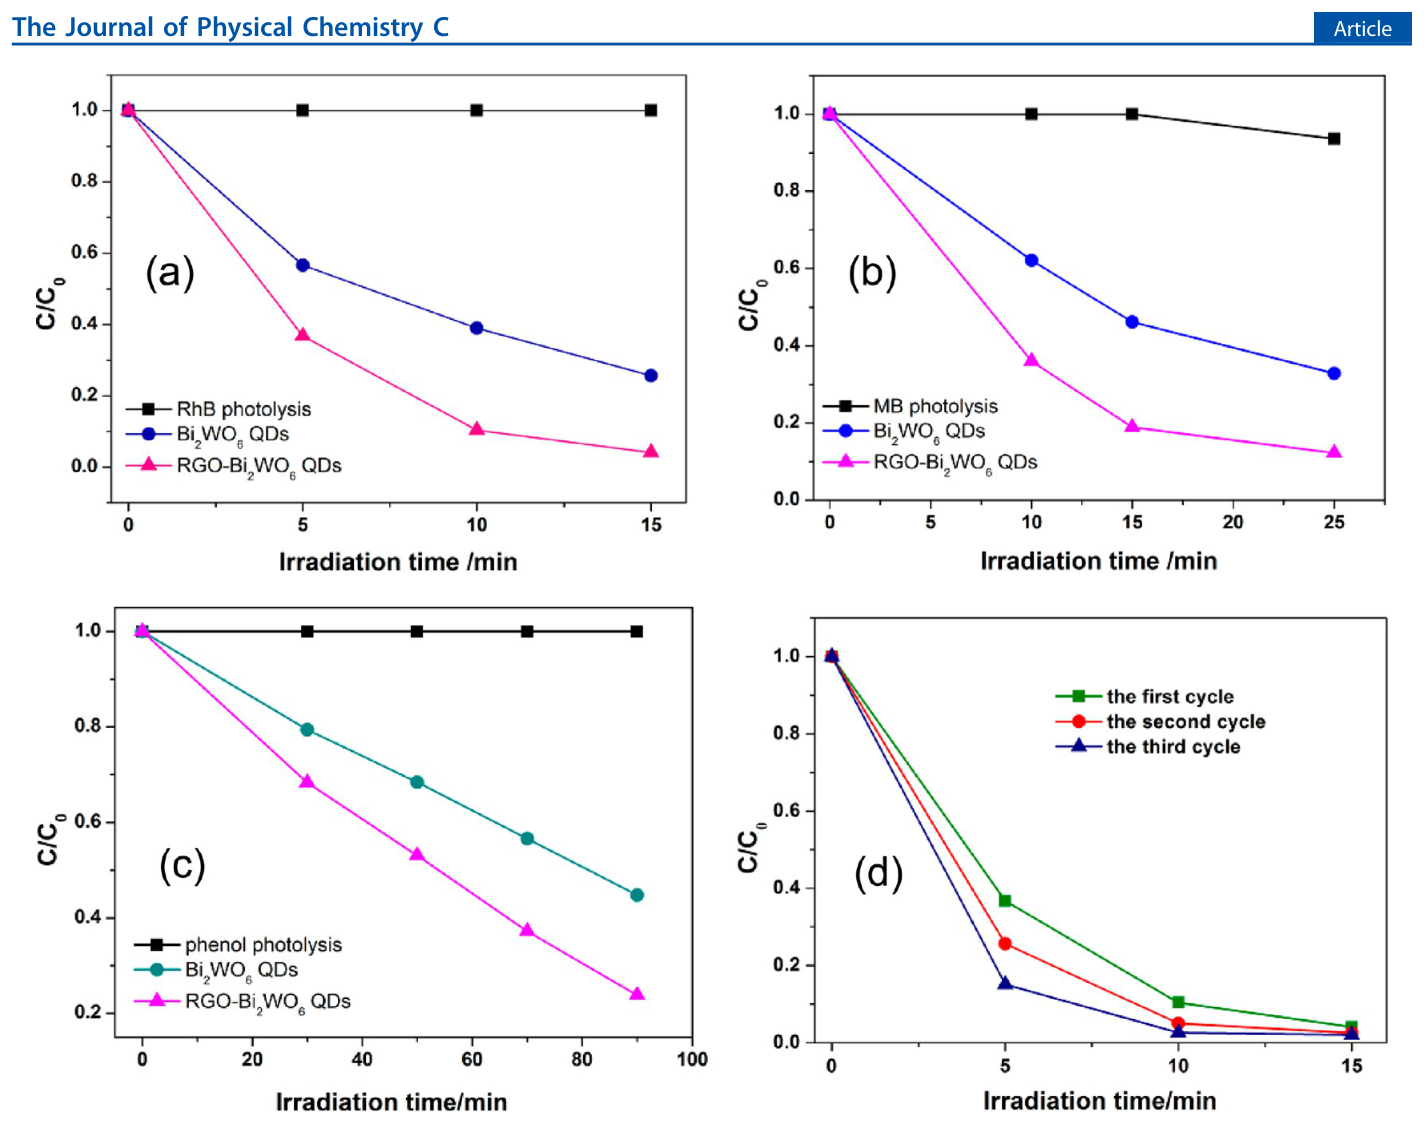 The Journal of Physical Chemistry C
Article
1.0
0.8
0.6
0.4
0.2
0.0
C/C₀
(a)
RhB photolysis
Bi₂WO₆ QDs
RGO-Bi₂WO₆ QDs
0 5 10 15
Irradiation time /min
1.0
0.8
0.6
0.4
0.2
0.0
C/C₀
(b)
MB photolysis
Bi₂WO₆ QDs
RGO-Bi₂WO₆ QDs
0 5 10 15 20 25
Irradiation time /min
1.0
0.8
0.6
0.4
0.2
C/C₀
(c)
phenol photolysis
Bi₂WO₆ QDs
RGO-Bi₂WO₆ QDs
0 20 40 60 80 100
Irradiation time/min
1.0
0.8
0.6
0.4
0.2
0.0
C/C₀
the first cycle
the second cycle
the third cycle
(d)
0 5 10 15
Irradiation time/min